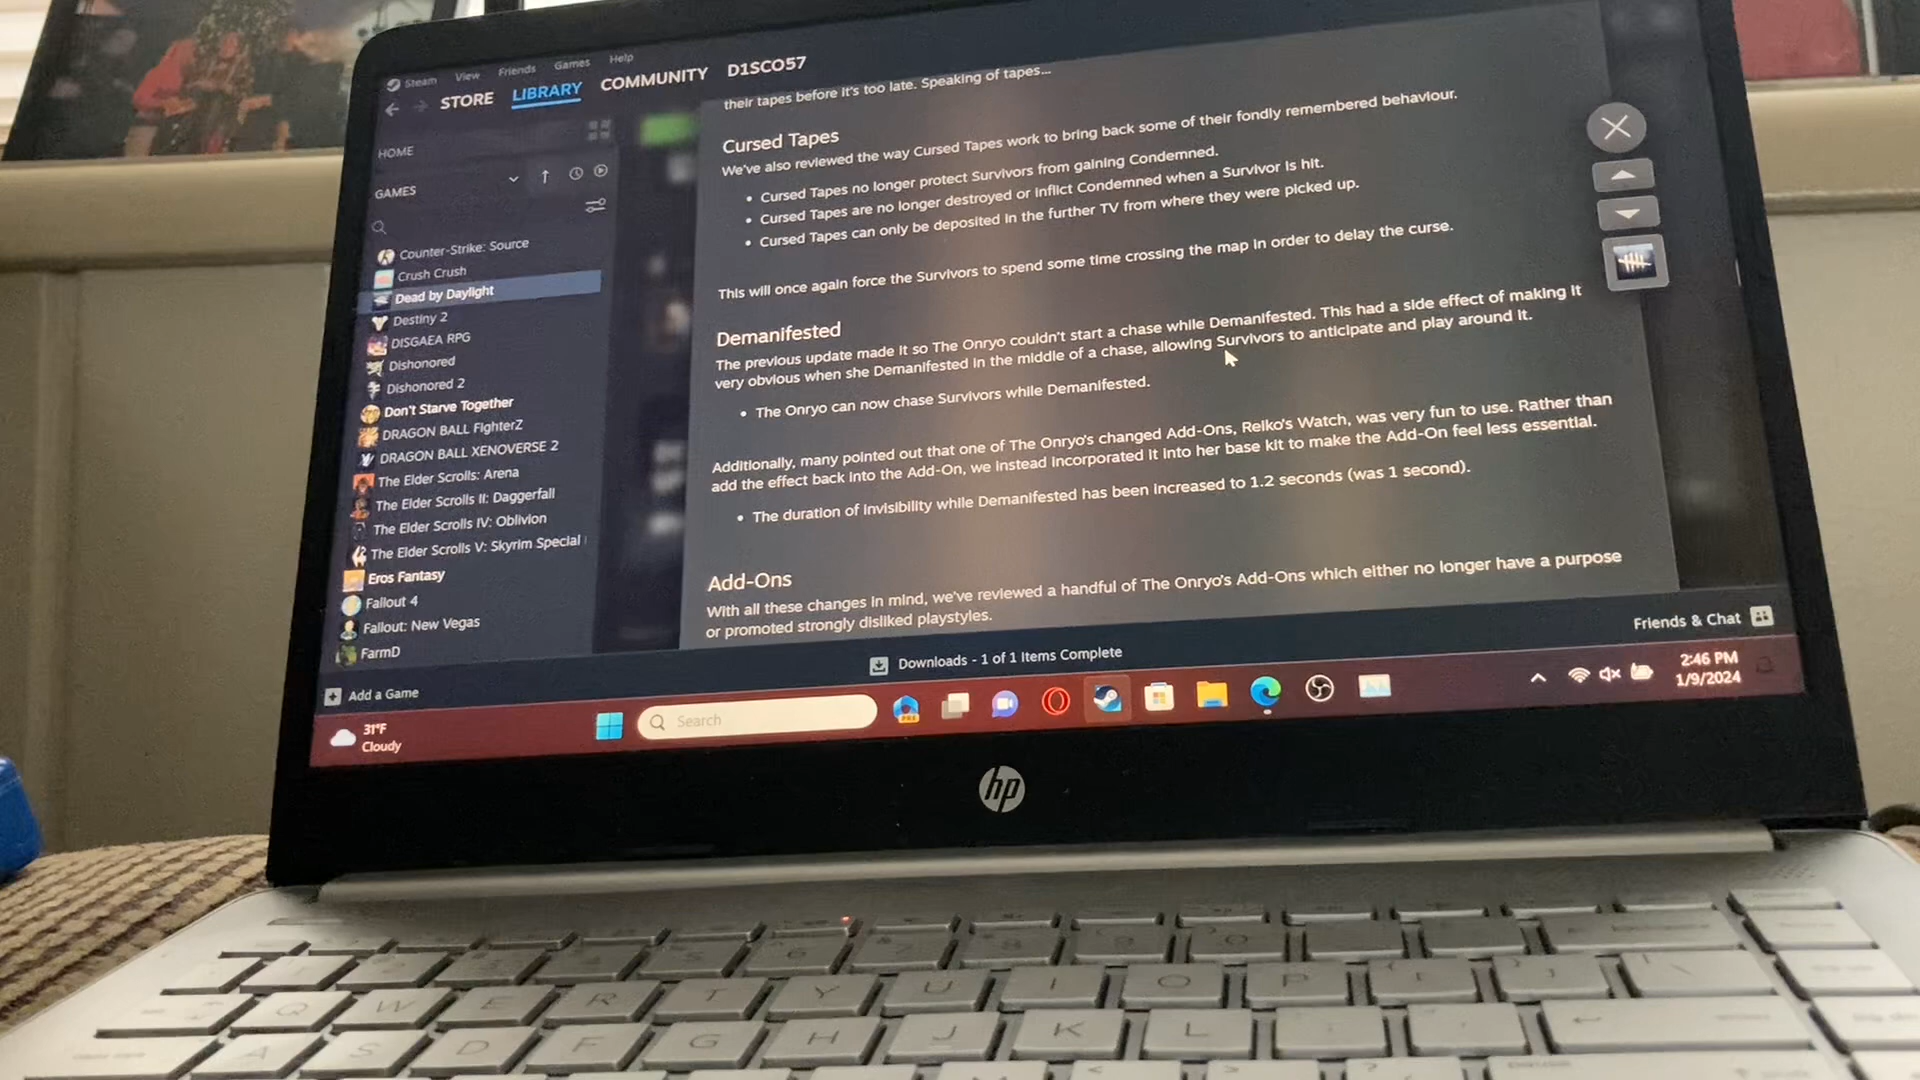 Steam View Friends Games Help
STORE LIBRARY COMMUNITY D1SCO57
HOME
GAMES
Counter-Strike: Source
Crush Crush
Dead by Daylight
Destiny 2
DISGAEA RPG
Dishonored
Dishonored 2
Don't Starve Together
DRAGON BALL FighterZ
DRAGON BALL XENOVERSE 2
The Elder Scrolls: Arena
The Elder Scrolls II: Daggerfall
The Elder Scrolls IV: Oblivion
The Elder Scrolls V: Skyrim Special
Eros Fantasy
Fallout 4
Fallout: New Vegas
FarmD
Add a Game
their tapes before it's too late. Speaking of tapes...
Cursed Tapes
We've also reviewed the way Cursed Tapes work to bring back some of their fondly remembered behaviour.
• Cursed Tapes no longer protect Survivors from gaining Condemned.
• Cursed Tapes are no longer destroyed or inflict Condemned when a Survivor is hit.
• Cursed Tapes can only be deposited in the further TV from where they were picked up.
This will once again force the Survivors to spend some time crossing the map in order to delay the curse.
Demanifested
The previous update made it so The Onryo couldn't start a chase while Demanifested. This had a side effect of making it
very obvious when she Demanifested in the middle of a chase, allowing Survivors to anticipate and play around it.
• The Onryo can now chase Survivors while Demanifested.
Additionally, many pointed out that one of The Onryo's changed Add-Ons, Reiko's Watch, was very fun to use. Rather than
add the effect back into the Add-On, we instead incorporated it into her base kit to make the Add-On feel less essential.
• The duration of invisibility while Demanifested has been increased to 1.2 seconds (was 1 second).
Add-Ons
With all these changes in mind, we've reviewed a handful of The Onryo's Add-Ons which either no longer have a purpose
or promoted strongly disliked playstyles.
Downloads - 1 of 1 Items Complete
Friends & Chat
31°F
Cloudy
Search
PRE
2:46 PM
1/9/2024
hp
Q W E R T Y U I O P
A S D F G H J K L